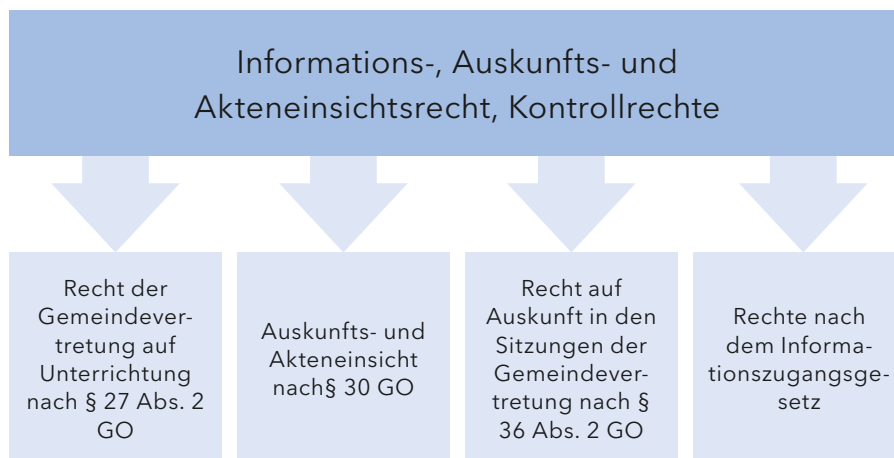 Informations-, Auskunfts- und
Akteneinsichtsrecht, Kontrollrechte
Recht der
Gemeindever-
tretung auf
Unterrichtung
nach § 27 Abs. 2
GO
Auskunfts- und
Akteneinsicht
nach§ 30 GO
Recht auf
Auskunft in den
Sitzungen der
Gemeindever-
tretung nach §
36 Abs. 2 GO
Rechte nach
dem Informa-
tionszugangsge-
setz